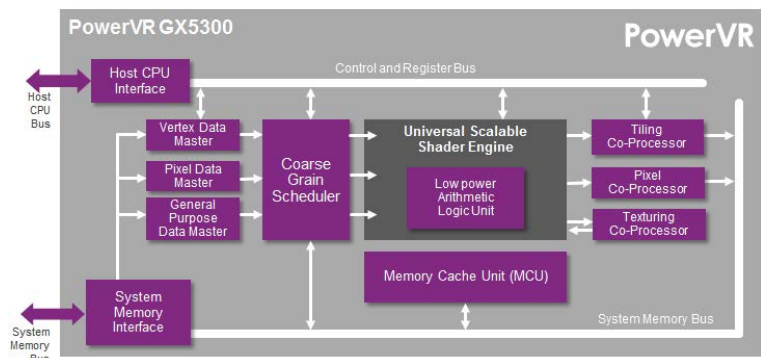 PowerVR GX5300
PowerVR
Host CPU
Interface
Control and Register Bus
Host
CPU
Bus
Vertex Data
Master
Pixel Data
Master
General
Purpose
Data Master
Coarse
Grain
Scheduler
Universal Scalable
Shader Engine
Low power
Arithmetic
Logic Unit
Tiling
Co-Processor
Pixel
Co-Processor
Texturing
Co-Processor
Memory Cache Unit (MCU)
System
Memory
Interface
System Memory Bus
System
Memory
Bus